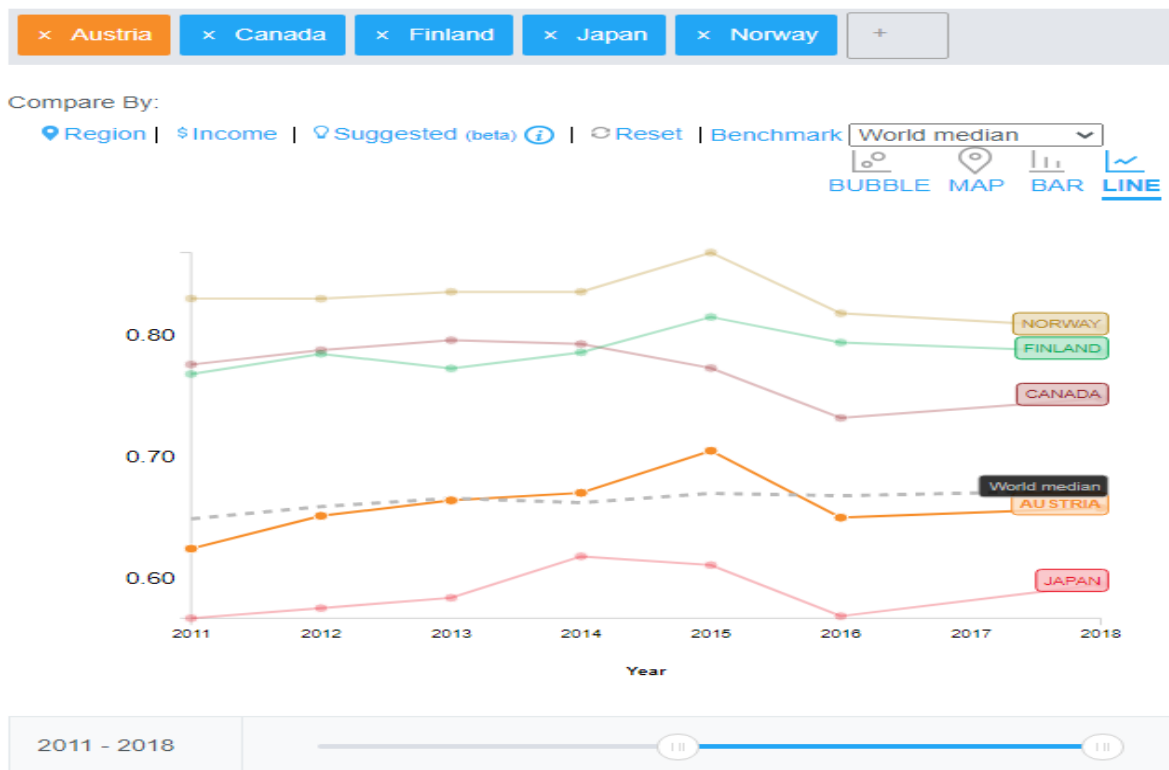 × Austria × Canada × Finland × Japan × Norway +
Compare By:
Region | $ Income | Suggested (beta) i | Reset | Benchmark World median
BUBBLE MAP BAR LINE
0.80
0.70
0.60
NORWAY
FINLAND
CANADA
World median
AUSTRIA
JAPAN
2011 2012 2013 2014 2015 2016 2017 2018
Year
2011 - 2018